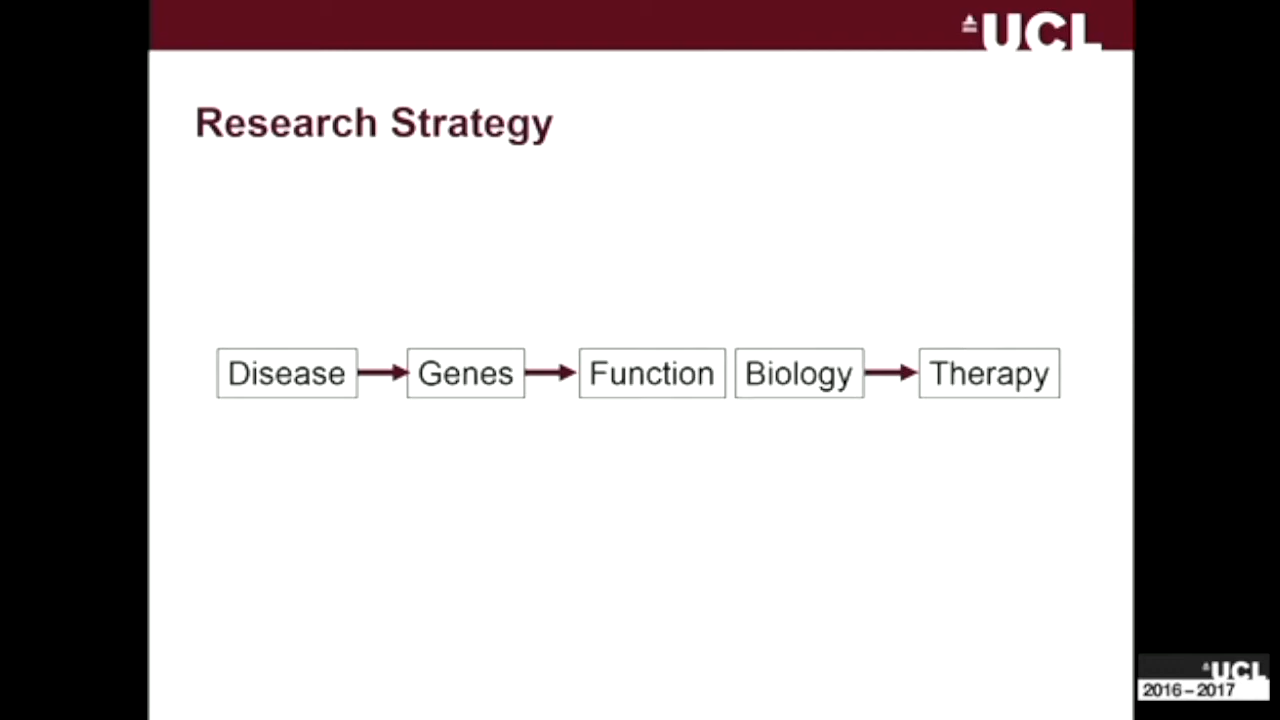 UCL
Research Strategy
Disease Genes Function Biology Therapy
UCL
2016 – 2017